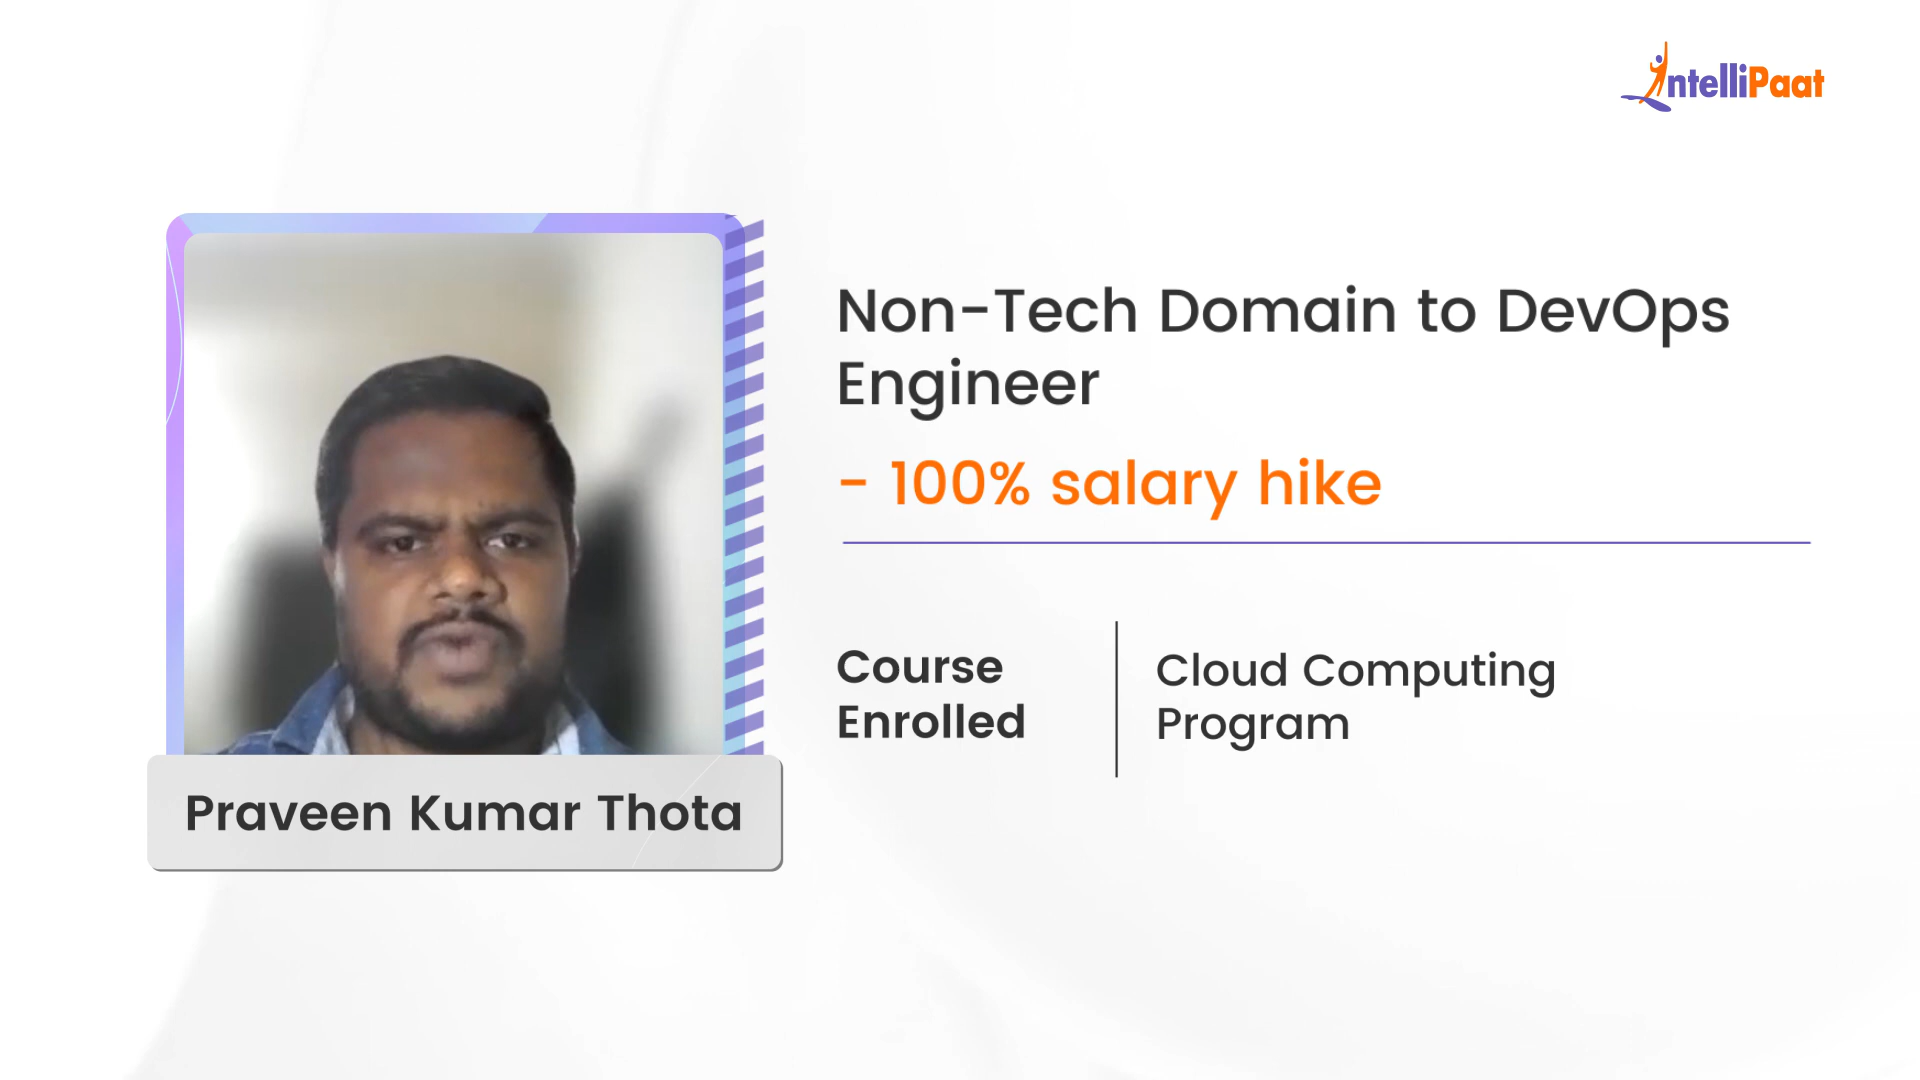 IntelliPaat
Non-Tech Domain to DevOps
Engineer
- 100% salary hike
Course
Enrolled
Cloud Computing
Program
Praveen Kumar Thota